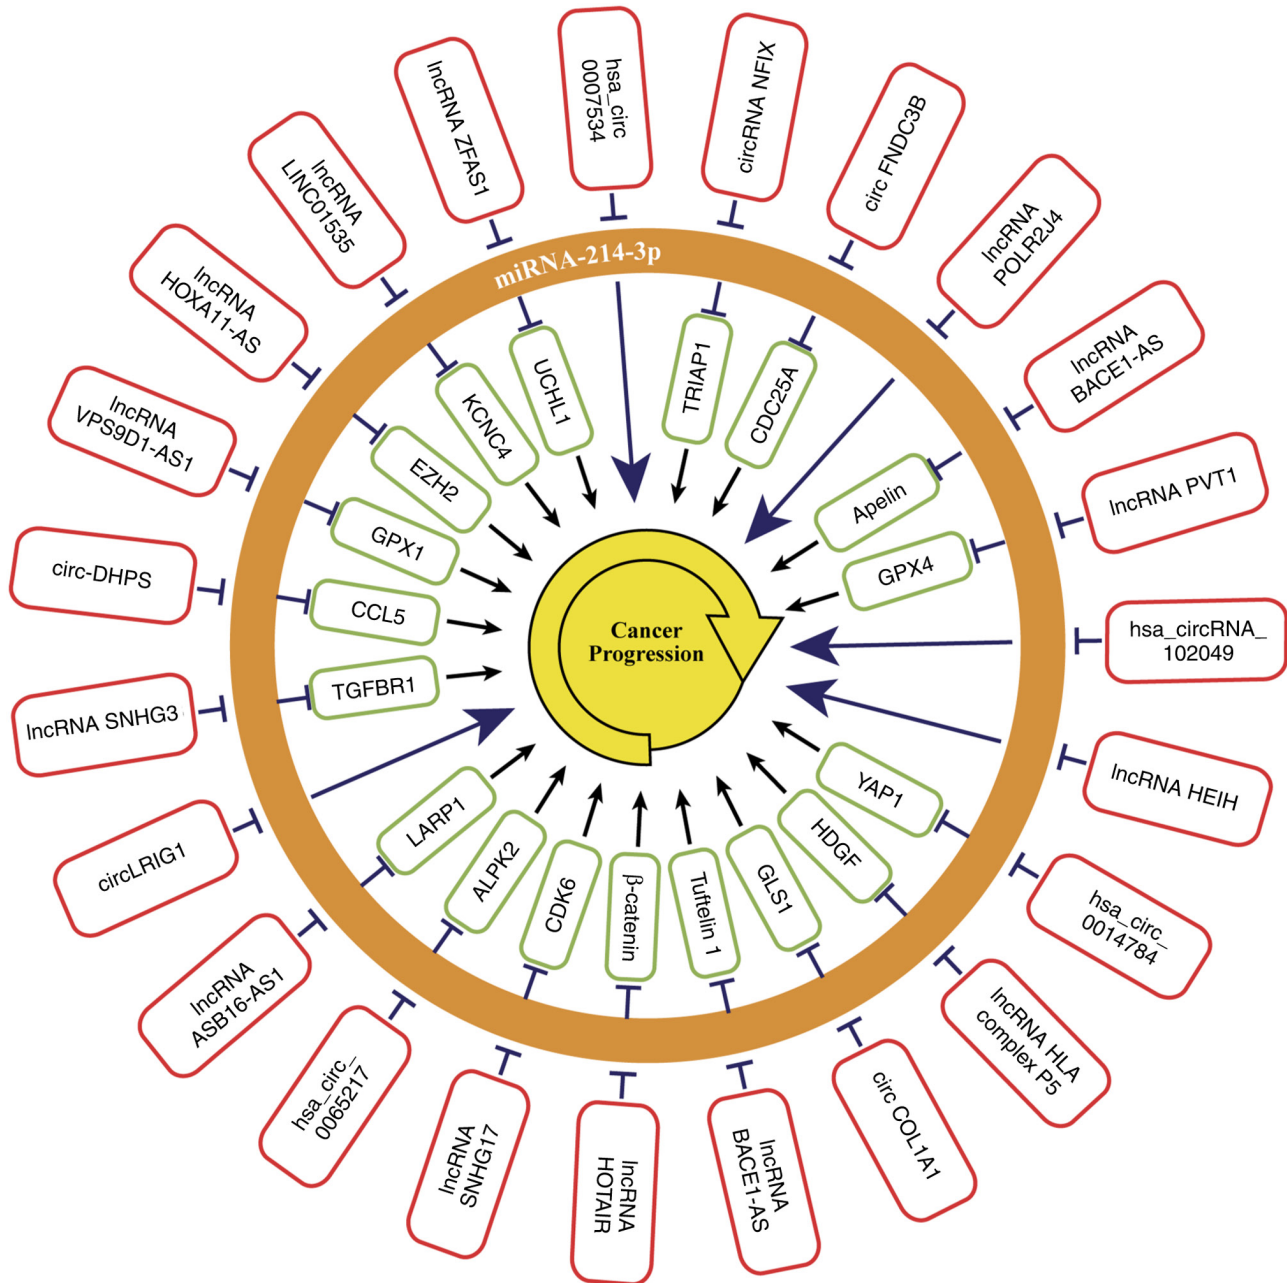 hsa_circ
0007534
circRNA NFIX
circ FNDC3B
lncRNA
POLR2J4
lncRNA
BACE1-AS
lncRNA PVT1
hsa_circRNA_
102049
lncRNA HEIH
hsa_circ_
0014784
lncRNA HLA
complex P5
circ COL1A1
lncRNA
BACE1-AS
lncRNA
HOTAIR
lncRNA
SNHG17
hsa_circ_
0065217
lncRNA
ASB16-AS1
circLRIG1
lncRNA SNHG3
circ-DHPS
lncRNA
VPS9D1-AS1
lncRNA
HOXA11-AS
lncRNA
LINC01535
lncRNA ZFAS1
miRNA-214-3p
TRIAP1
CDC25A
Apelin
GPX4
YAP1
HDGF
GLS1
Tuftelin 1
β-catenin
CDK6
ALPK2
LARP1
TGFBR1
CCL5
GPX1
EZH2
KCNC4
UCHL1
Cancer
Progression